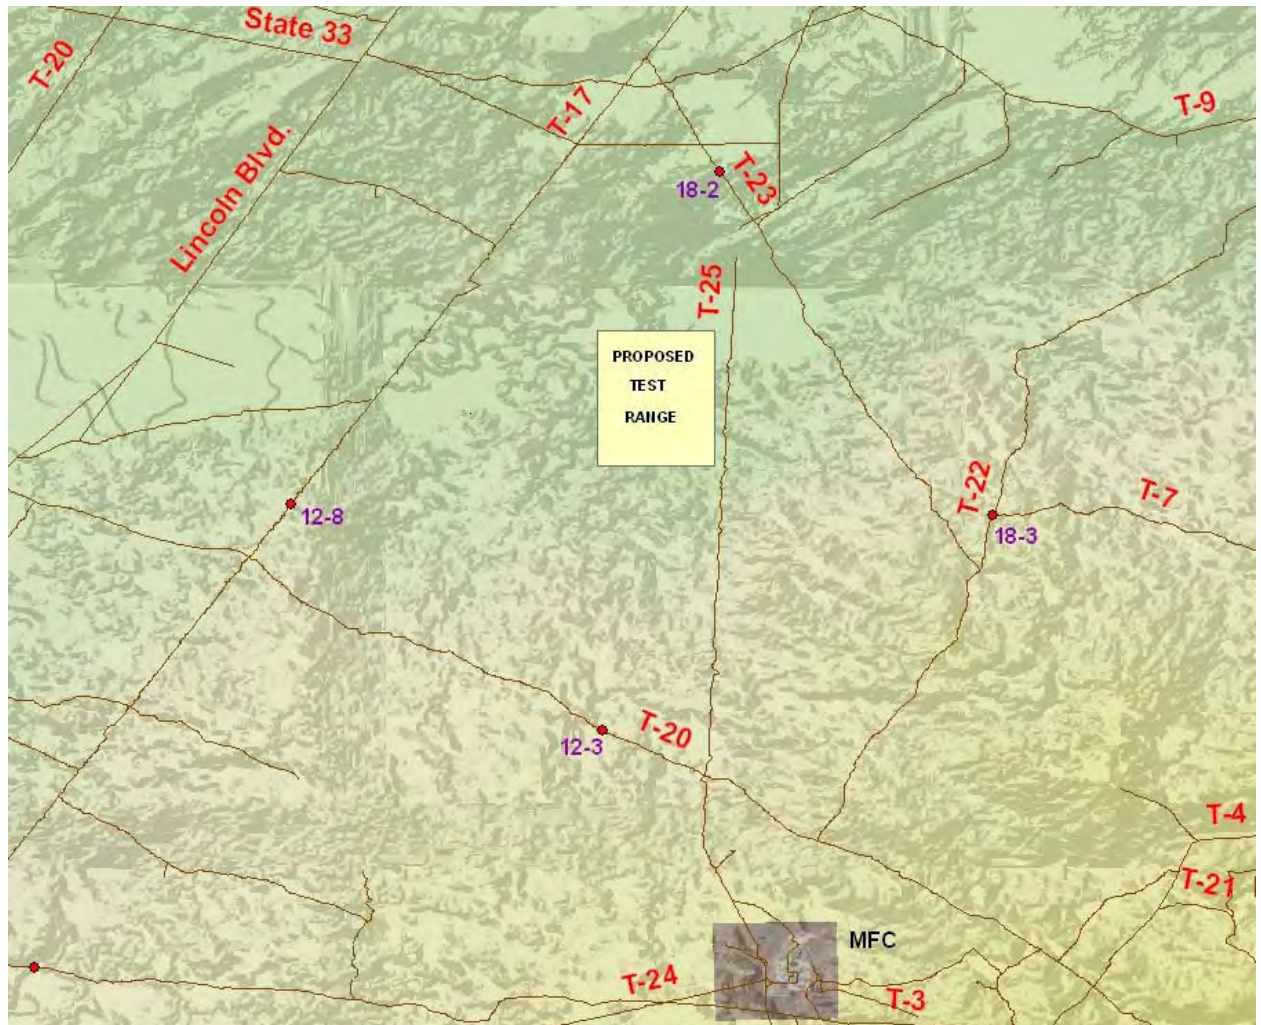 State 33
T-20
T-17
T-9
Lincoln Blvd.
T-23
18-2
T-25
PROPOSED
TEST
RANGE
T-22
T-7
12-8
18-3
T-20
12-3
T-4
T-21
MFC
T-24
T-3